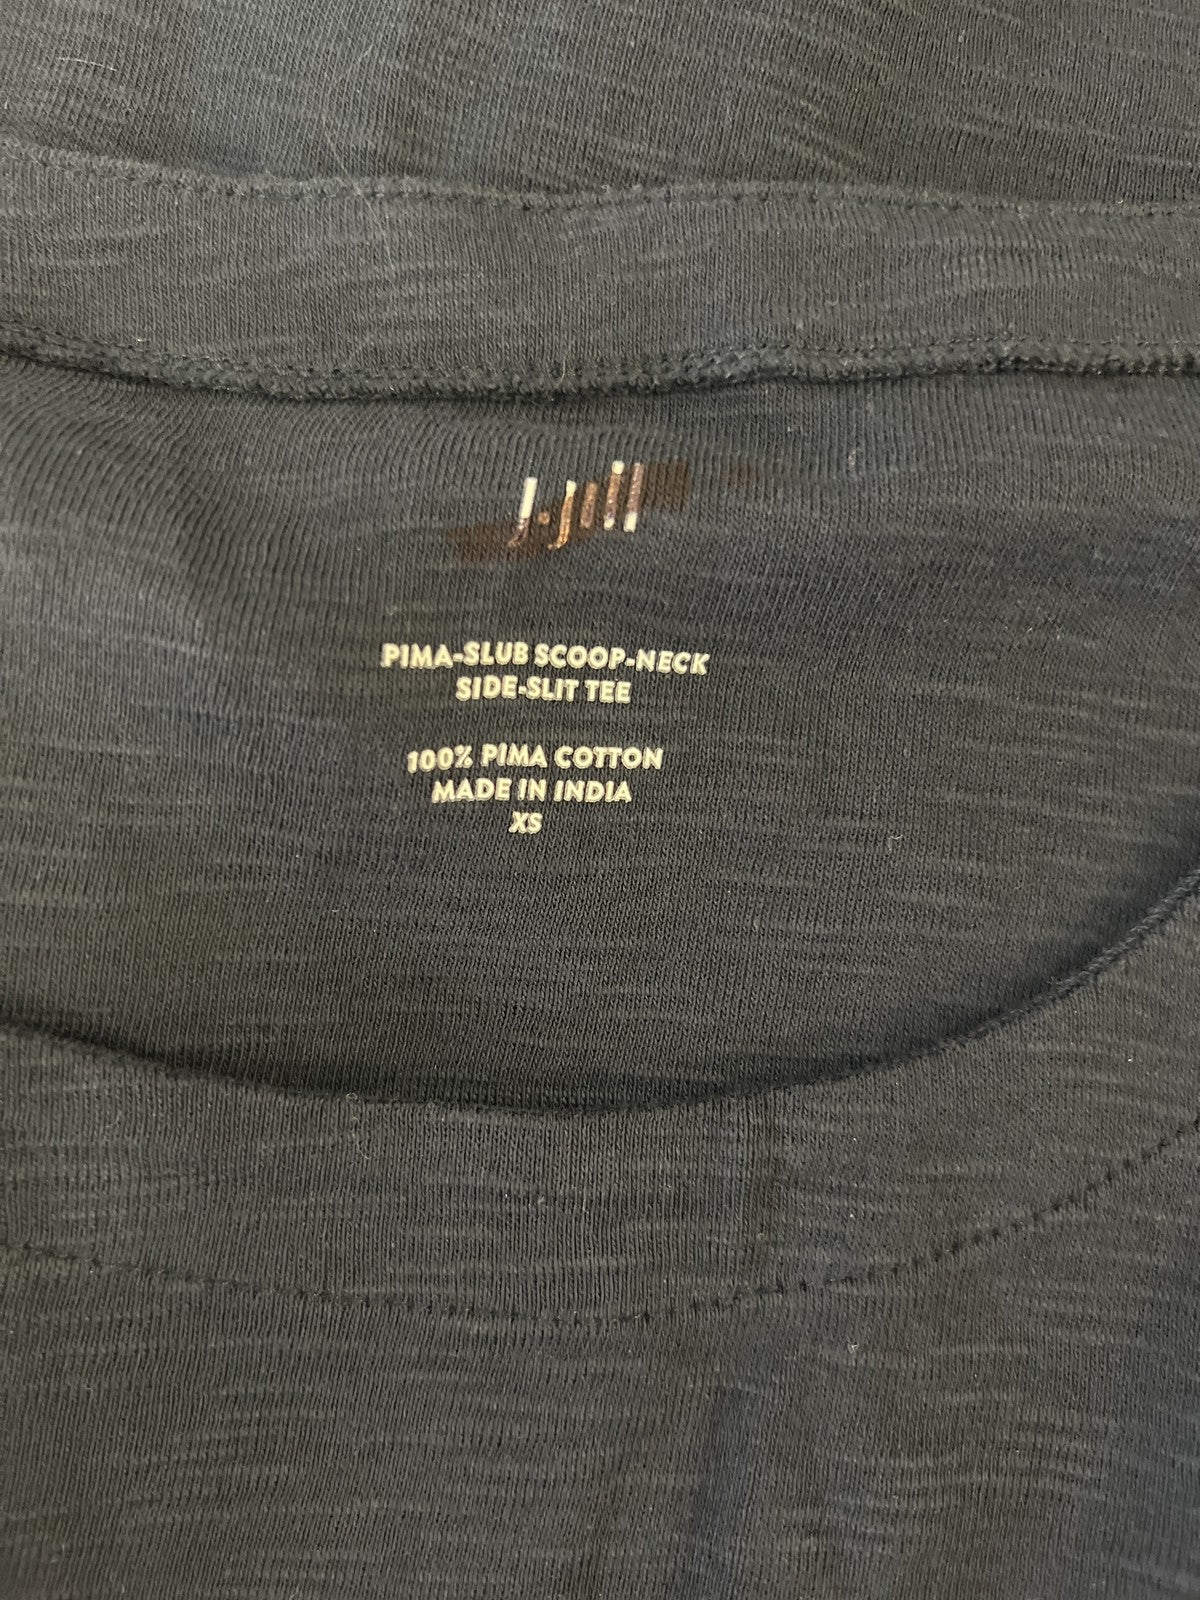 J.Jill
PIMA-SLUB SCOOP-NECK
SIDE-SLIT TEE
100% PIMA COTTON
MADE IN INDIA
XS